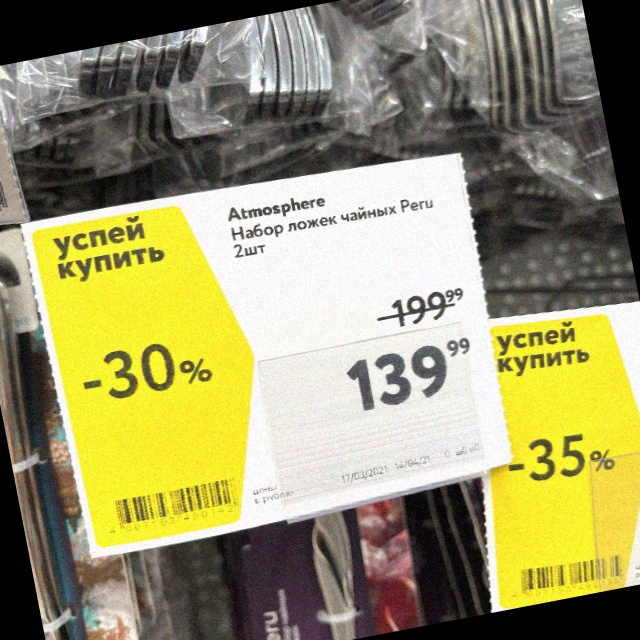 успей
купить
-30%
Atmosphere
Набор ложек чайных Peru
2шт
199⁹⁹
139⁹⁹
17/03/2021 14/04/21
успей
купить
-35%